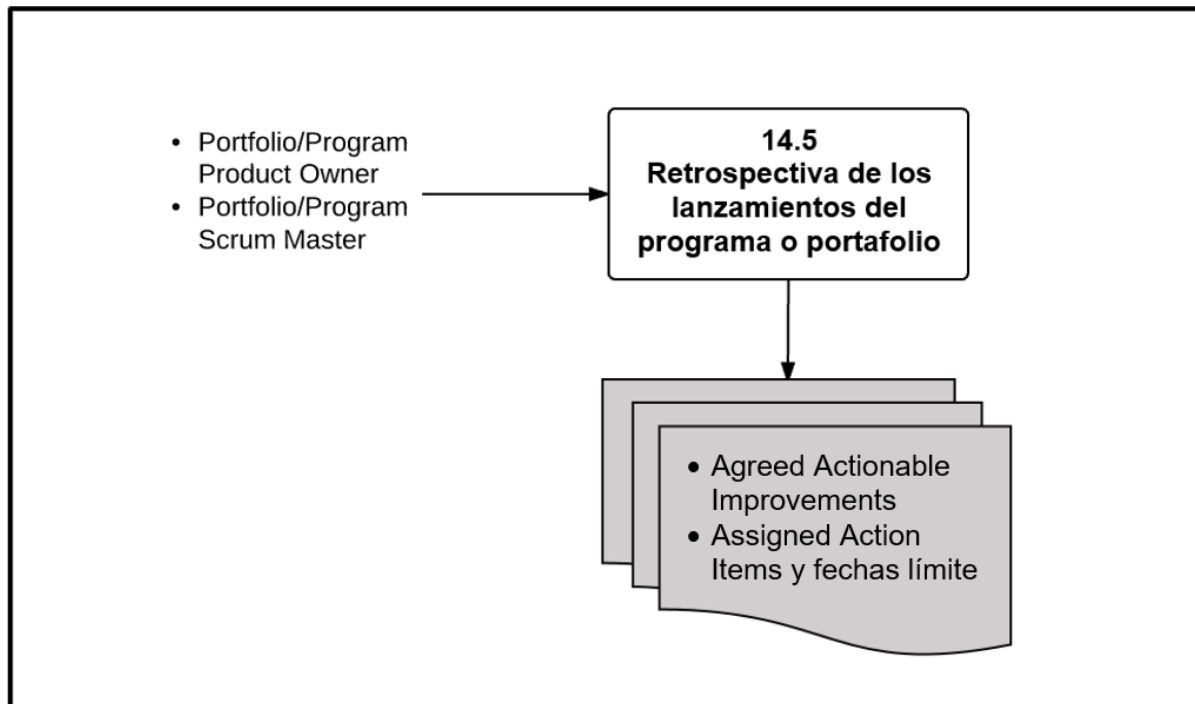 • Portfolio/Program
Product Owner
• Portfolio/Program
Scrum Master
14.5
Retrospectiva de los
lanzamientos del
programa o portafolio
• Agreed Actionable
Improvements
• Assigned Action
Items y fechas límite